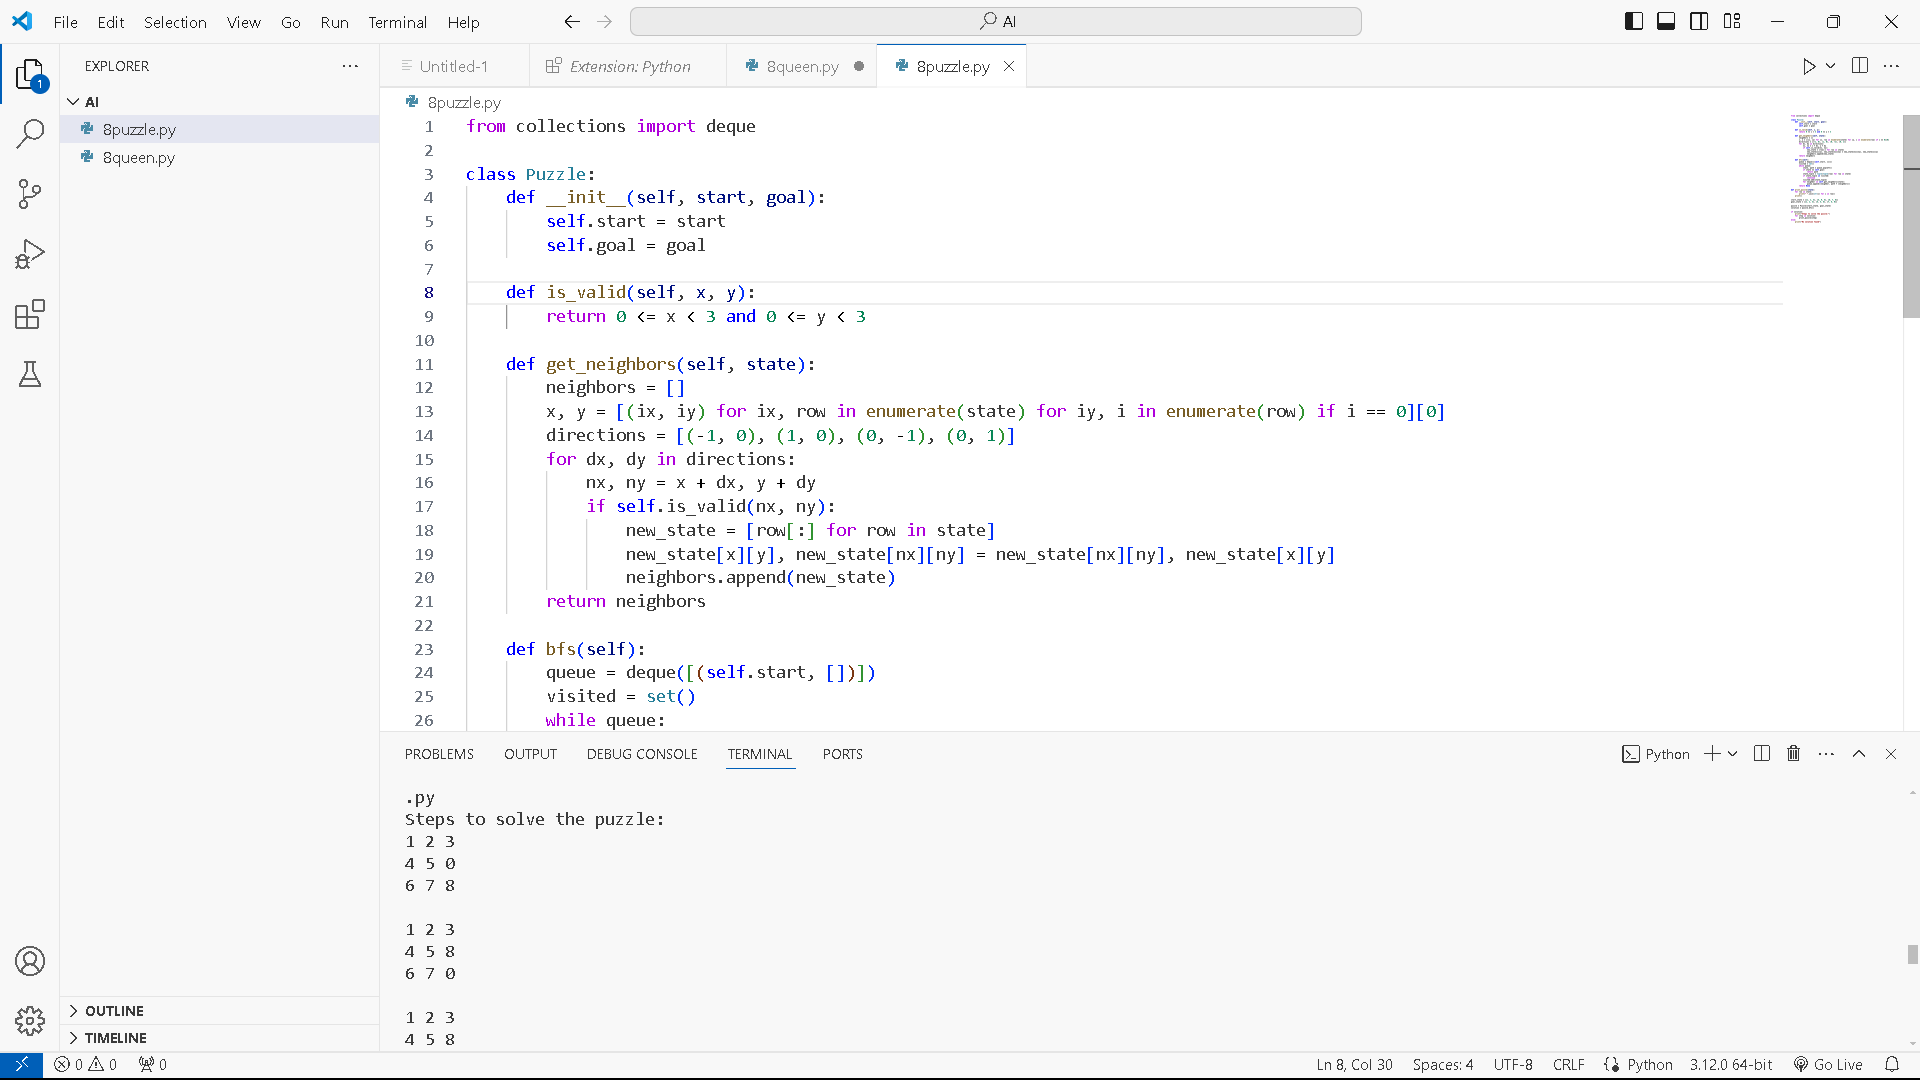 File Edit Selection View Go Run Terminal Help
AI
EXPLORER
Untitled-1
Extension: Python
8queen.py
8puzzle.py
AI
8puzzle.py
8queen.py
8puzzle.py
1 from collections import deque
2
3 class Puzzle:
4 def __init__(self, start, goal):
5 self.start = start
6 self.goal = goal
7
8 def is_valid(self, x, y):
9 return 0 <= x < 3 and 0 <= y < 3
10
11 def get_neighbors(self, state):
12 neighbors = []
13 x, y = [(ix, iy) for ix, row in enumerate(state) for iy, i in enumerate(row) if i == 0][0]
14 directions = [(-1, 0), (1, 0), (0, -1), (0, 1)]
15 for dx, dy in directions:
16 nx, ny = x + dx, y + dy
17 if self.is_valid(nx, ny):
18 new_state = [row[:] for row in state]
19 new_state[x][y], new_state[nx][ny] = new_state[nx][ny], new_state[x][y]
20 neighbors.append(new_state)
21 return neighbors
22
23 def bfs(self):
24 queue = deque([(self.start, [])])
25 visited = set()
26 while queue:
PROBLEMS OUTPUT DEBUG CONSOLE TERMINAL PORTS
Python
.py
Steps to solve the puzzle:
1 2 3
4 5 0
6 7 8
1 2 3
4 5 8
6 7 0
1 2 3
4 5 8
1
OUTLINE
TIMELINE
0 0 0
Ln 8, Col 30 Spaces: 4 UTF-8 CRLF Python 3.12.0 64-bit Go Live